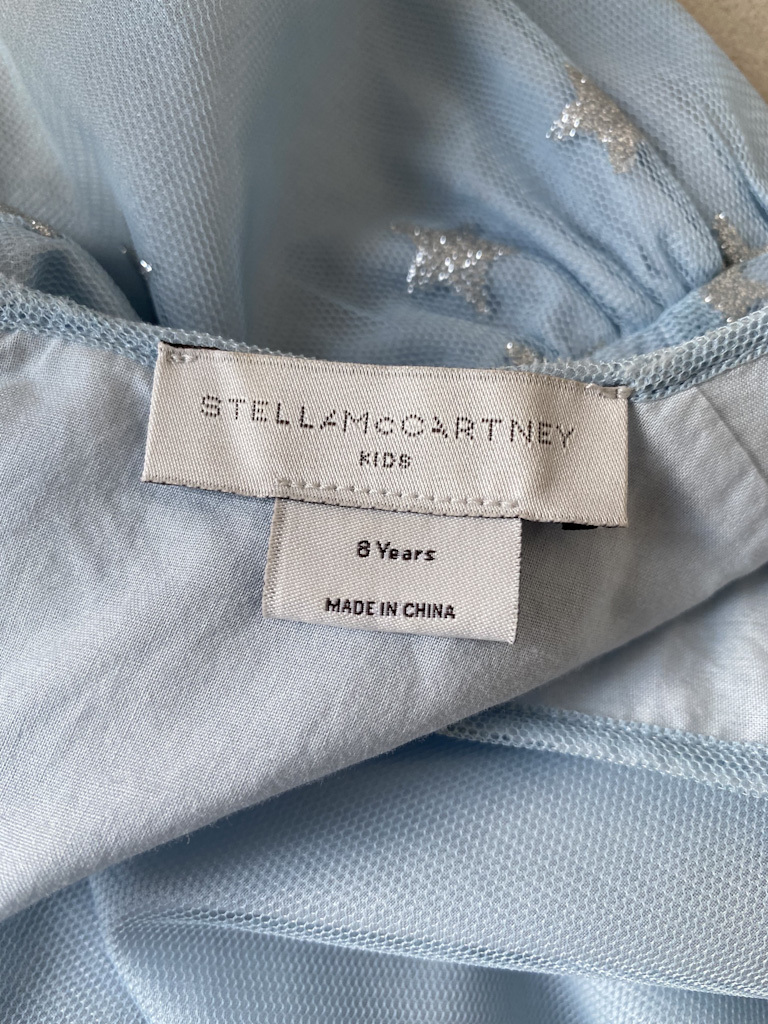 STELLAMcCARTNEY
KIDS
8 Years
MADE IN CHINA